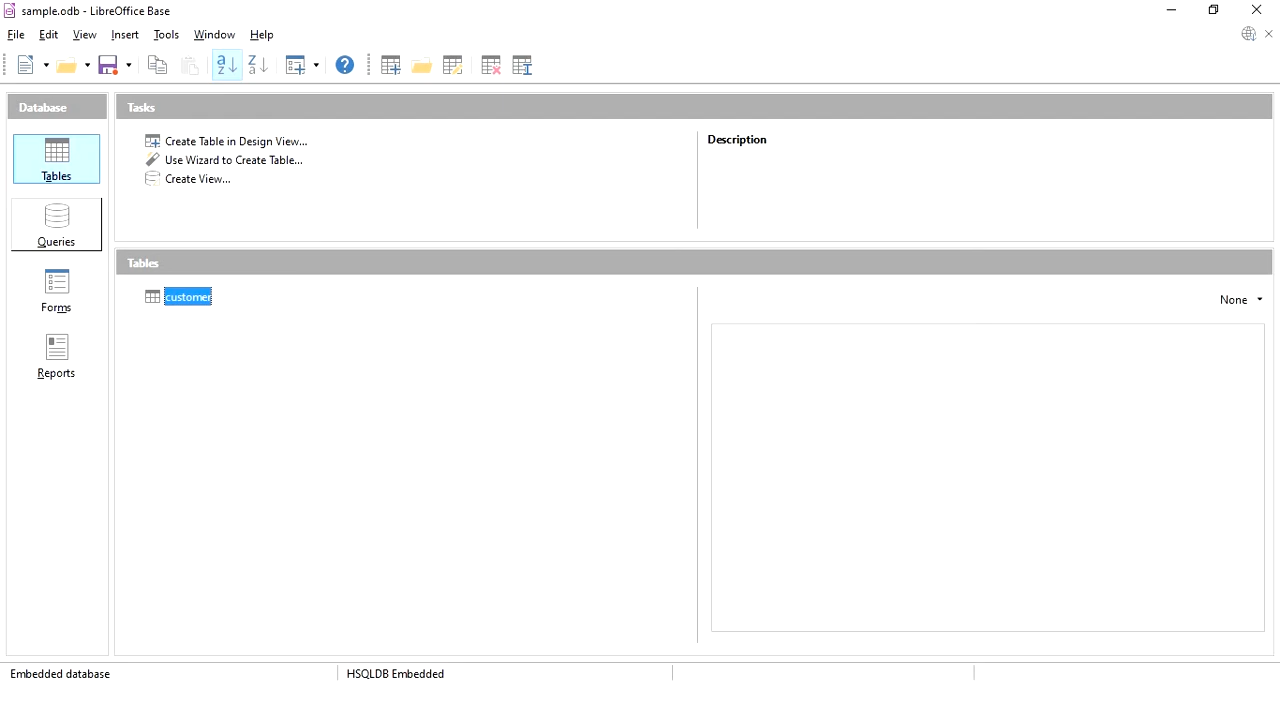 sample.odb - LibreOffice Base
File Edit View Insert Tools Window Help
Database
Tables
Queries
Forms
Reports
Tasks
Create Table in Design View...
Use Wizard to Create Table...
Create View...
Description
Tables
customer
None
Embedded database
HSQLDB Embedded